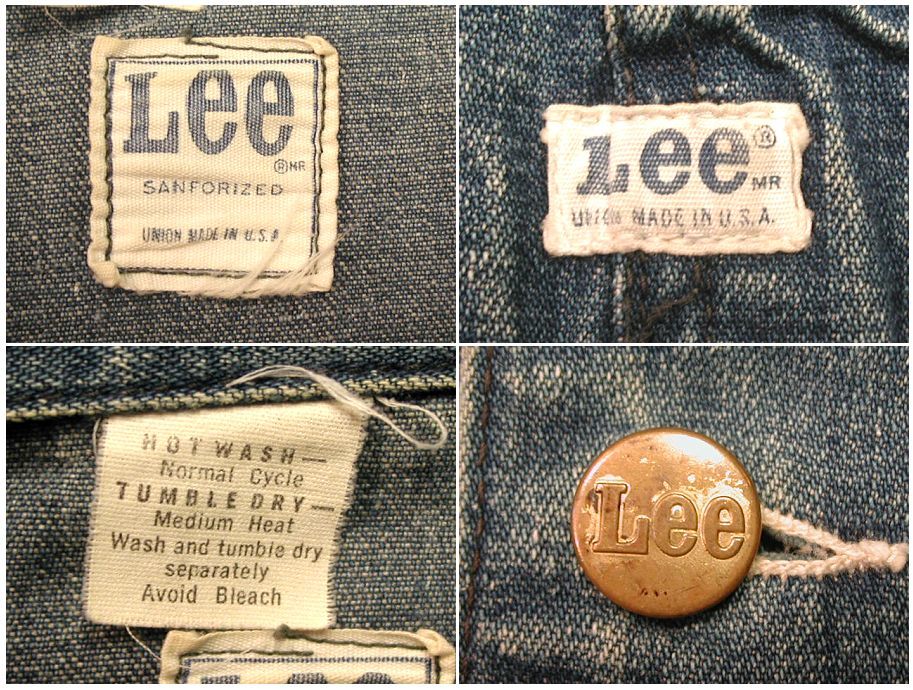 Lee
® MR
SANFORIZED
UNION MADE IN U.S.A.
Lee®
MR
UNION MADE IN U.S.A.
HOT WASH—
Normal Cycle
TUMBLE DRY—
Medium Heat
Wash and tumble dry
separately
Avoid Bleach
Lee
Lee